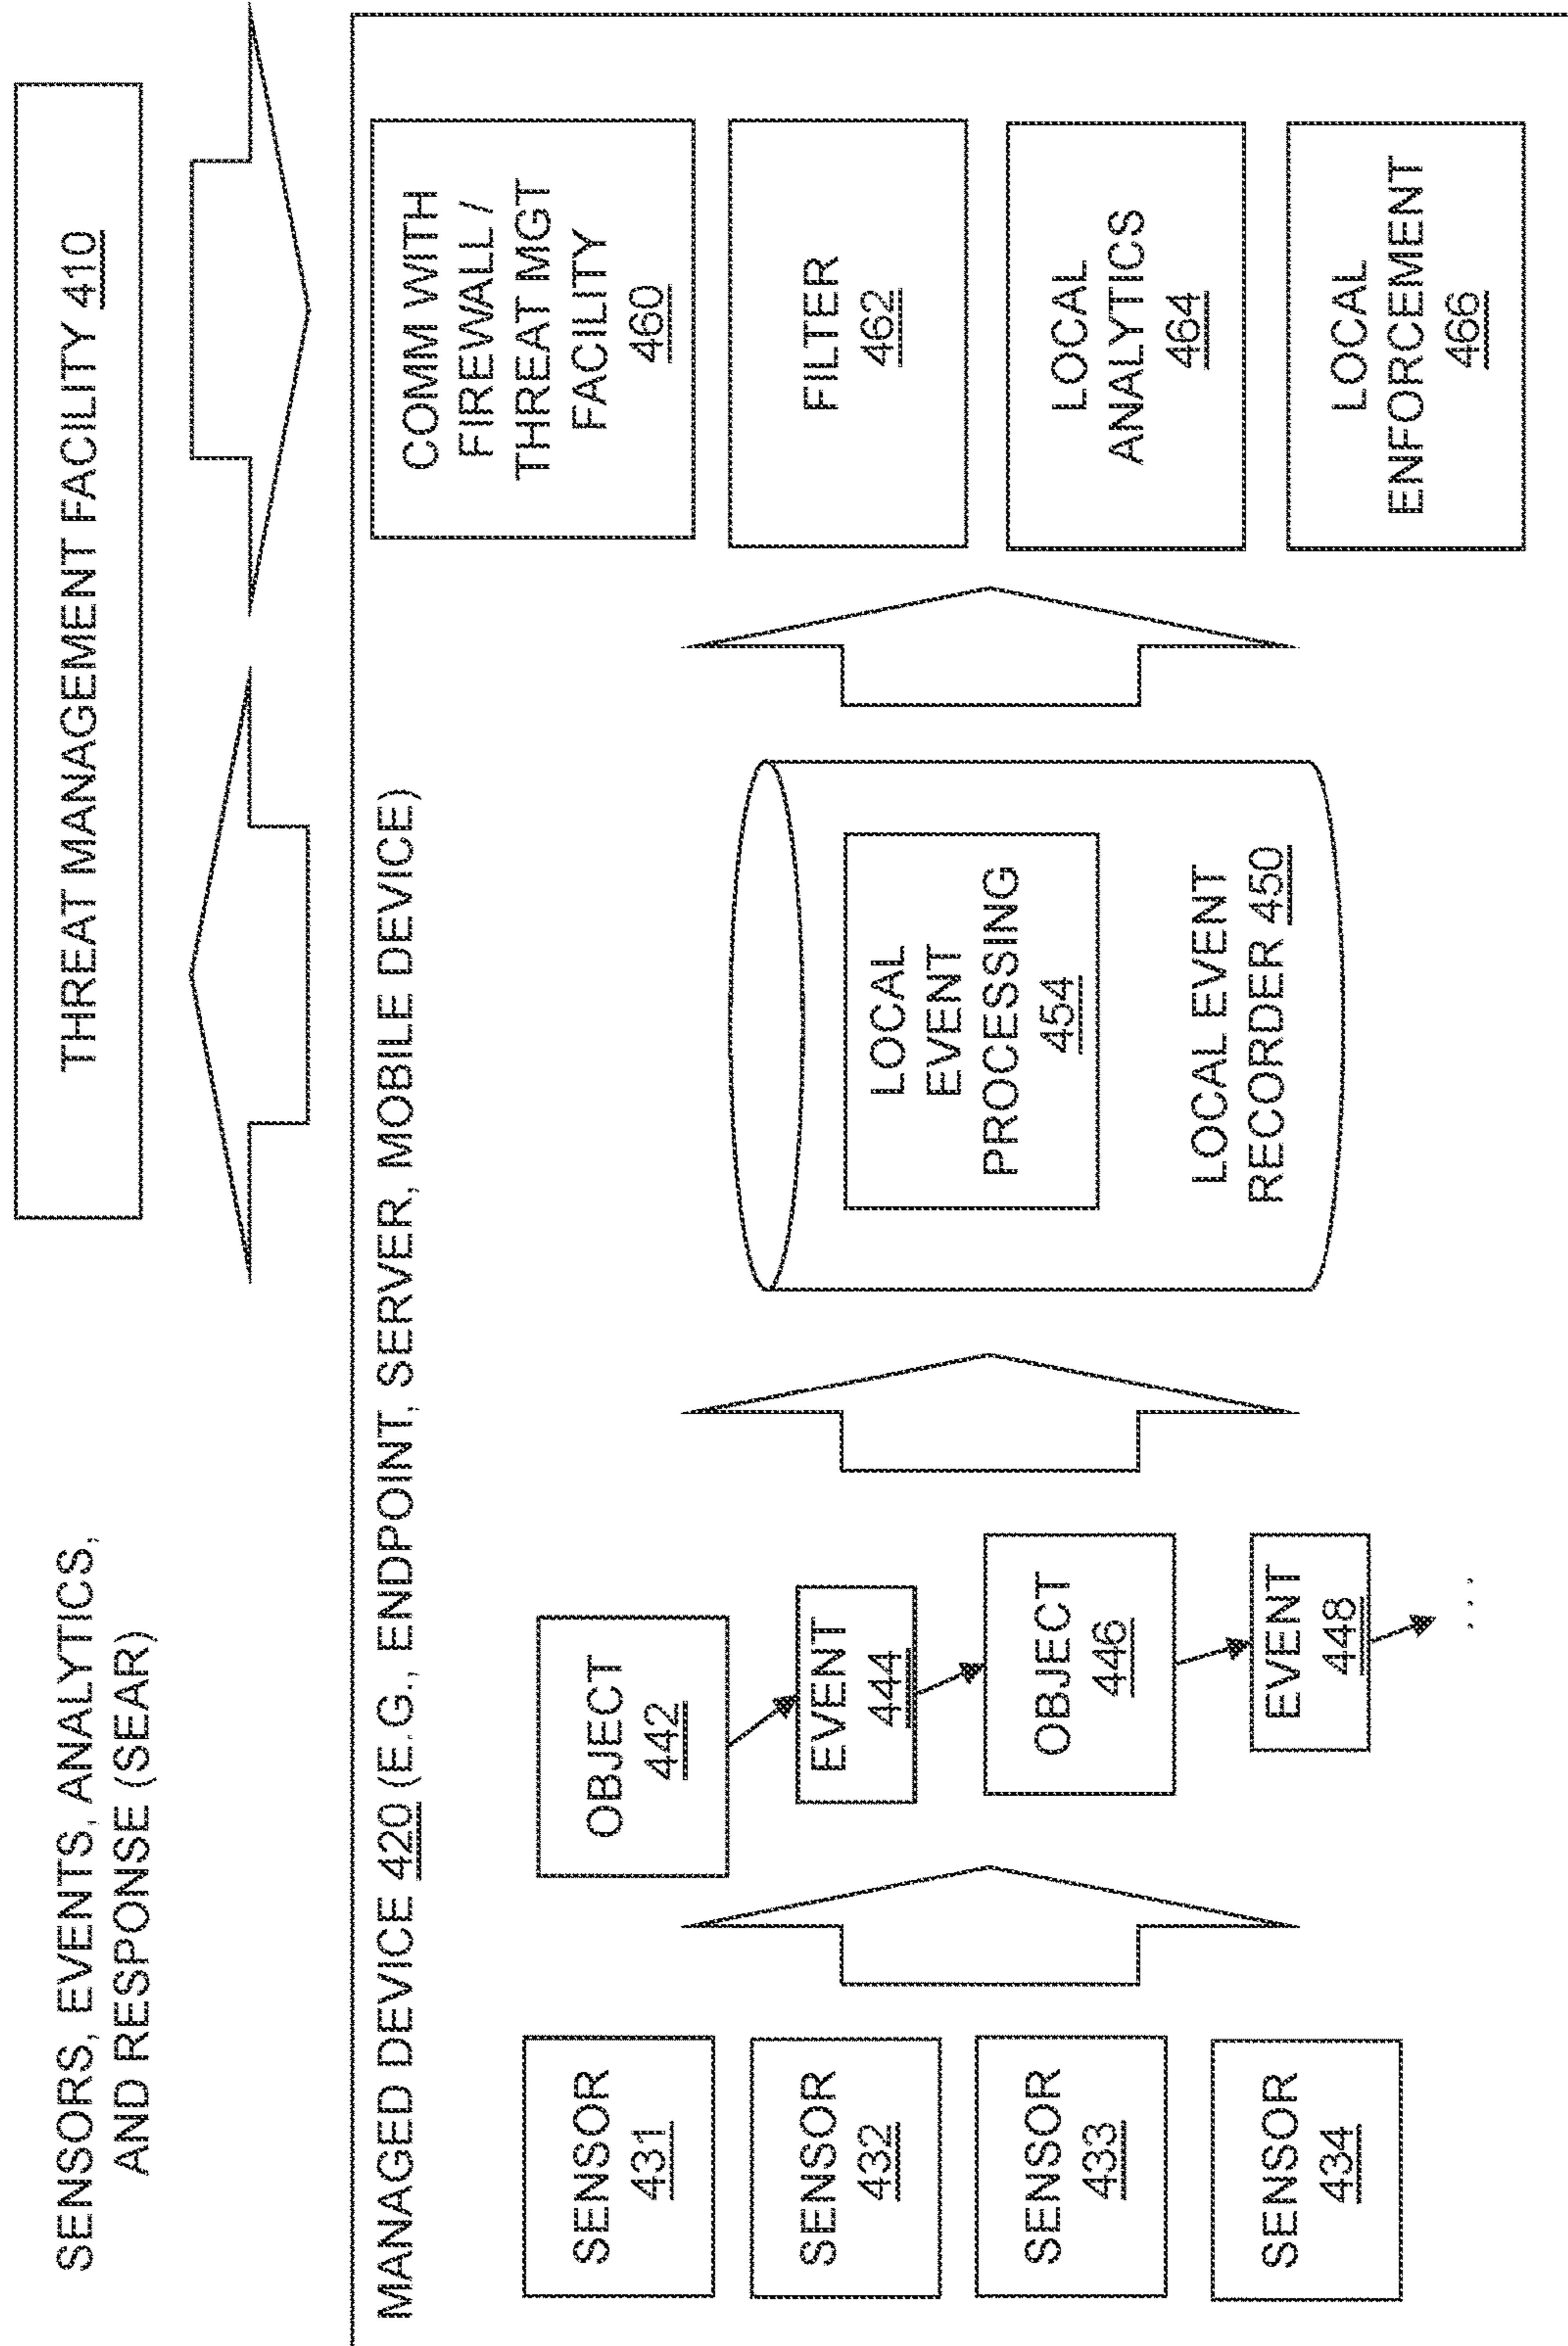 SENSORS, EVENTS, ANALYTICS,
AND RESPONSE (SEAR)
THREAT MANAGEMENT FACILITY 410
MANAGED DEVICE 420 (E.G., ENDPOINT, SERVER, MOBILE DEVICE)
SENSOR
431
SENSOR
432
SENSOR
433
SENSOR
434
OBJECT
442
EVENT
444
OBJECT
446
EVENT
448
...
LOCAL
EVENT
PROCESSING
454
LOCAL EVENT
RECORDER 450
COMM WITH
FIREWALL /
THREAT MGT
FACILITY
460
FILTER
462
LOCAL
ANALYTICS
464
LOCAL
ENFORCEMENT
466